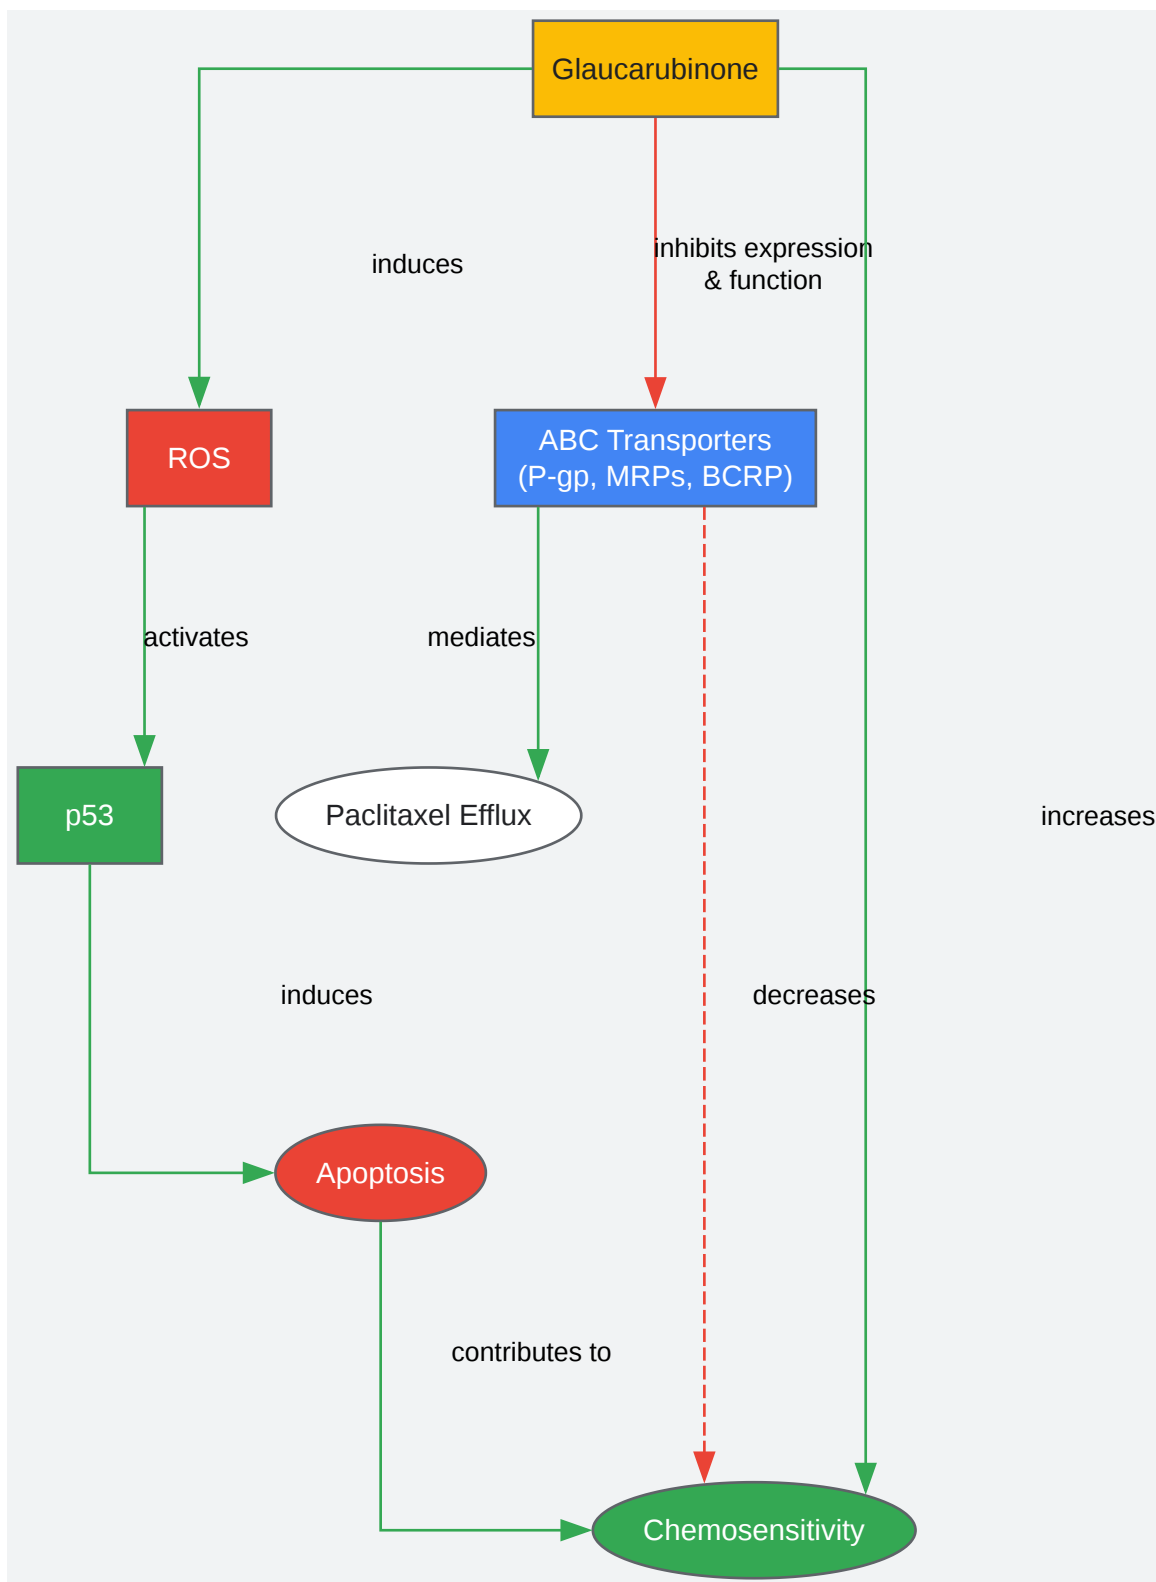 Glaucarubinone
inhibits expression
& function
induces
ABC Transporters
(P-gp, MRPs, BCRP)
ROS
activates
mediates
p53
Paclitaxel Efflux
increases
induces
decreases
Apoptosis
contributes to
Chemosensitivity